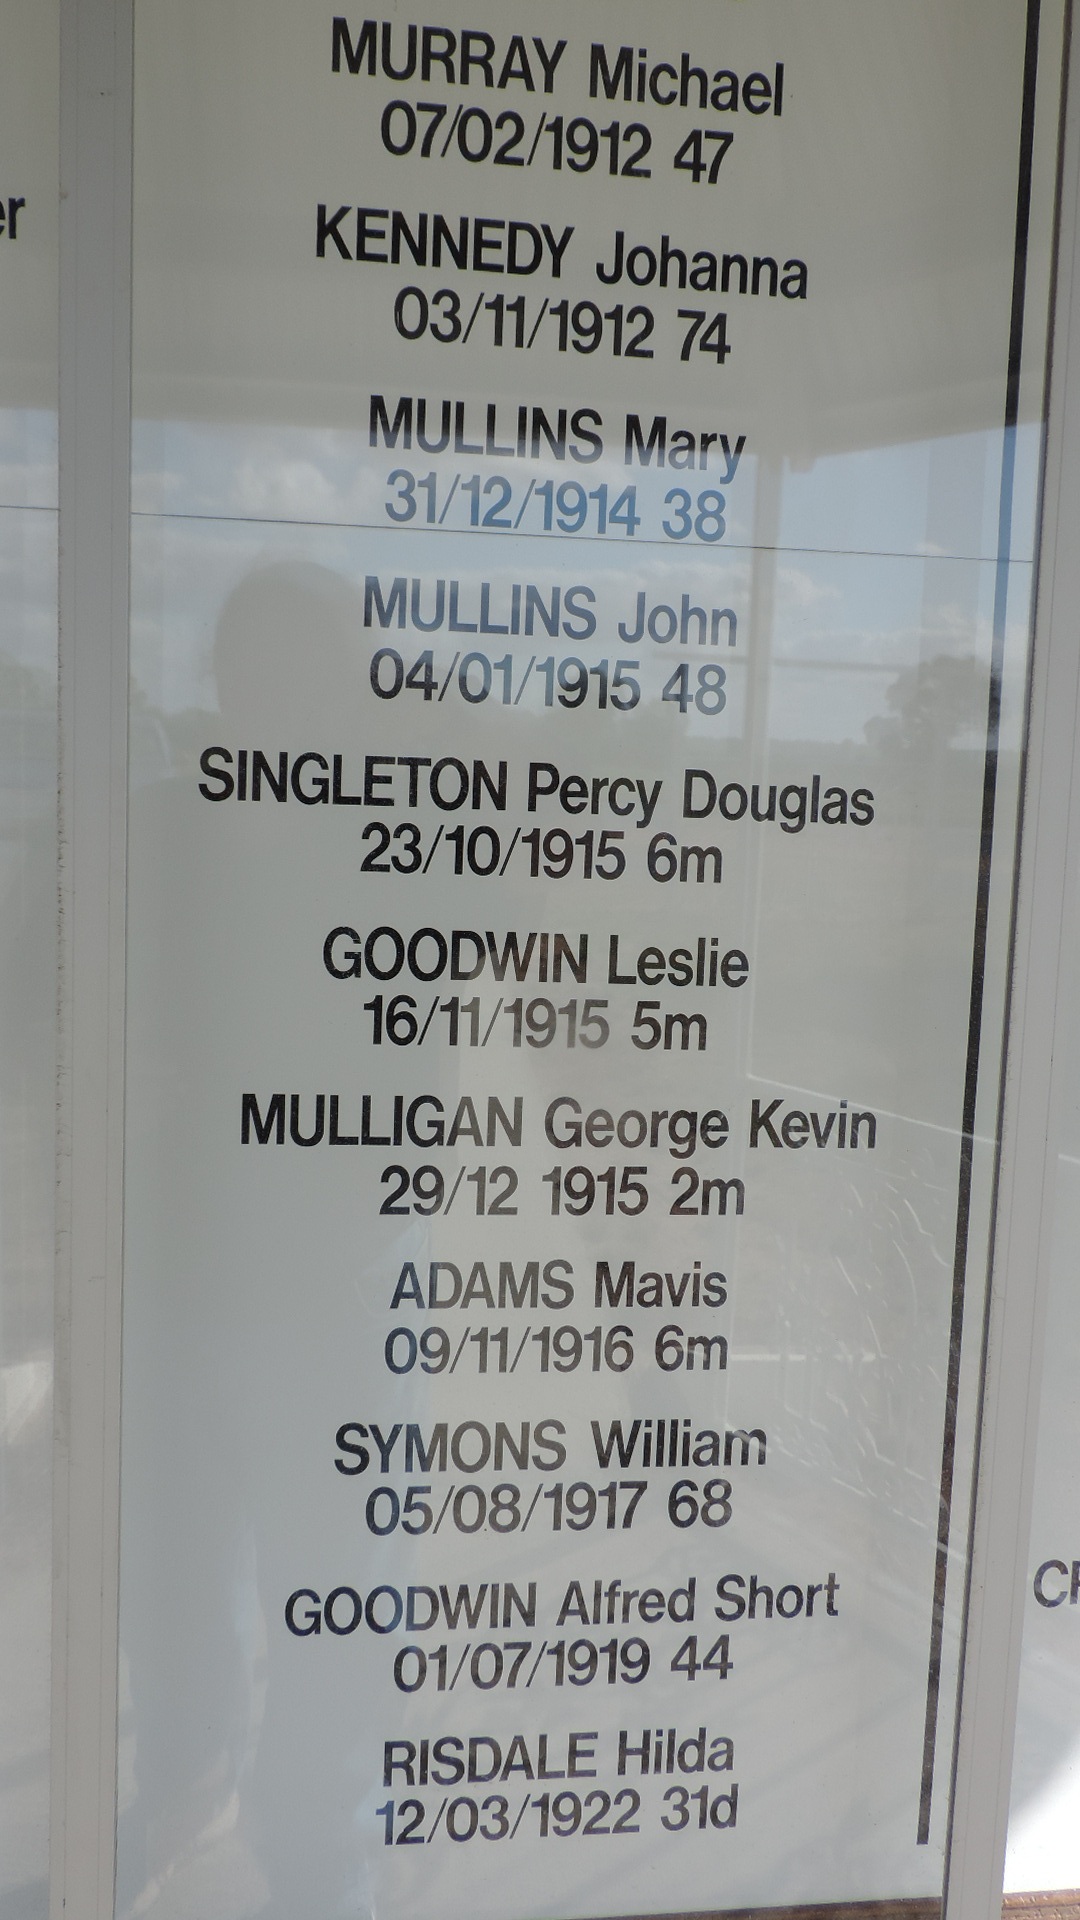 MURRAY Michael
07/02/1912 47
KENNEDY Johanna
03/11/1912 74
MULLINS Mary
31/12/1914 38
MULLINS John
04/01/1915 48
SINGLETON Percy Douglas
23/10/1915 6m
GOODWIN Leslie
16/11/1915 5m
MULLIGAN George Kevin
29/12 1915 2m
ADAMS Mavis
09/11/1916 6m
SYMONS William
05/08/1917 68
GOODWIN Alfred Short
01/07/1919 44
RISDALE Hilda
12/03/1922 31d